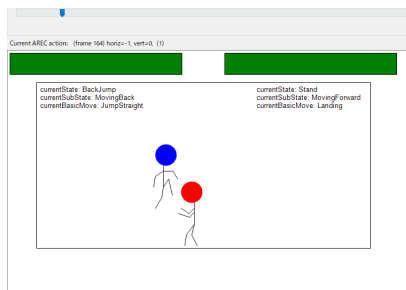 Current AREC action: (frame 164) horiz=-1, vert=0, (1)
currentState: BackJump
currentSubState: MovingBack
currentBasicMove: JumpStraight
currentState: Stand
currentSubState: MovingForward
currentBasicMove: Landing